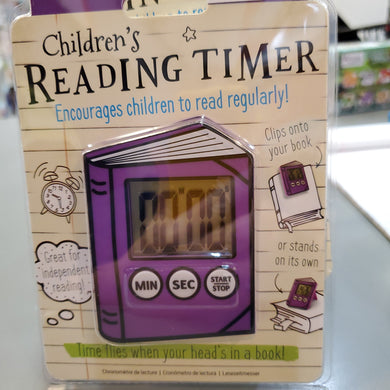 Children's
READING TIMER
Encourages children to read regularly!
Clips onto
your book
00:00
Great for
independent
reading!
MIN
SEC
START
STOP
or stands
on its own
Time flies when your head's in a book!
Chronomètre de lecture | Cronómetro de lectura | Lesezeitmesser